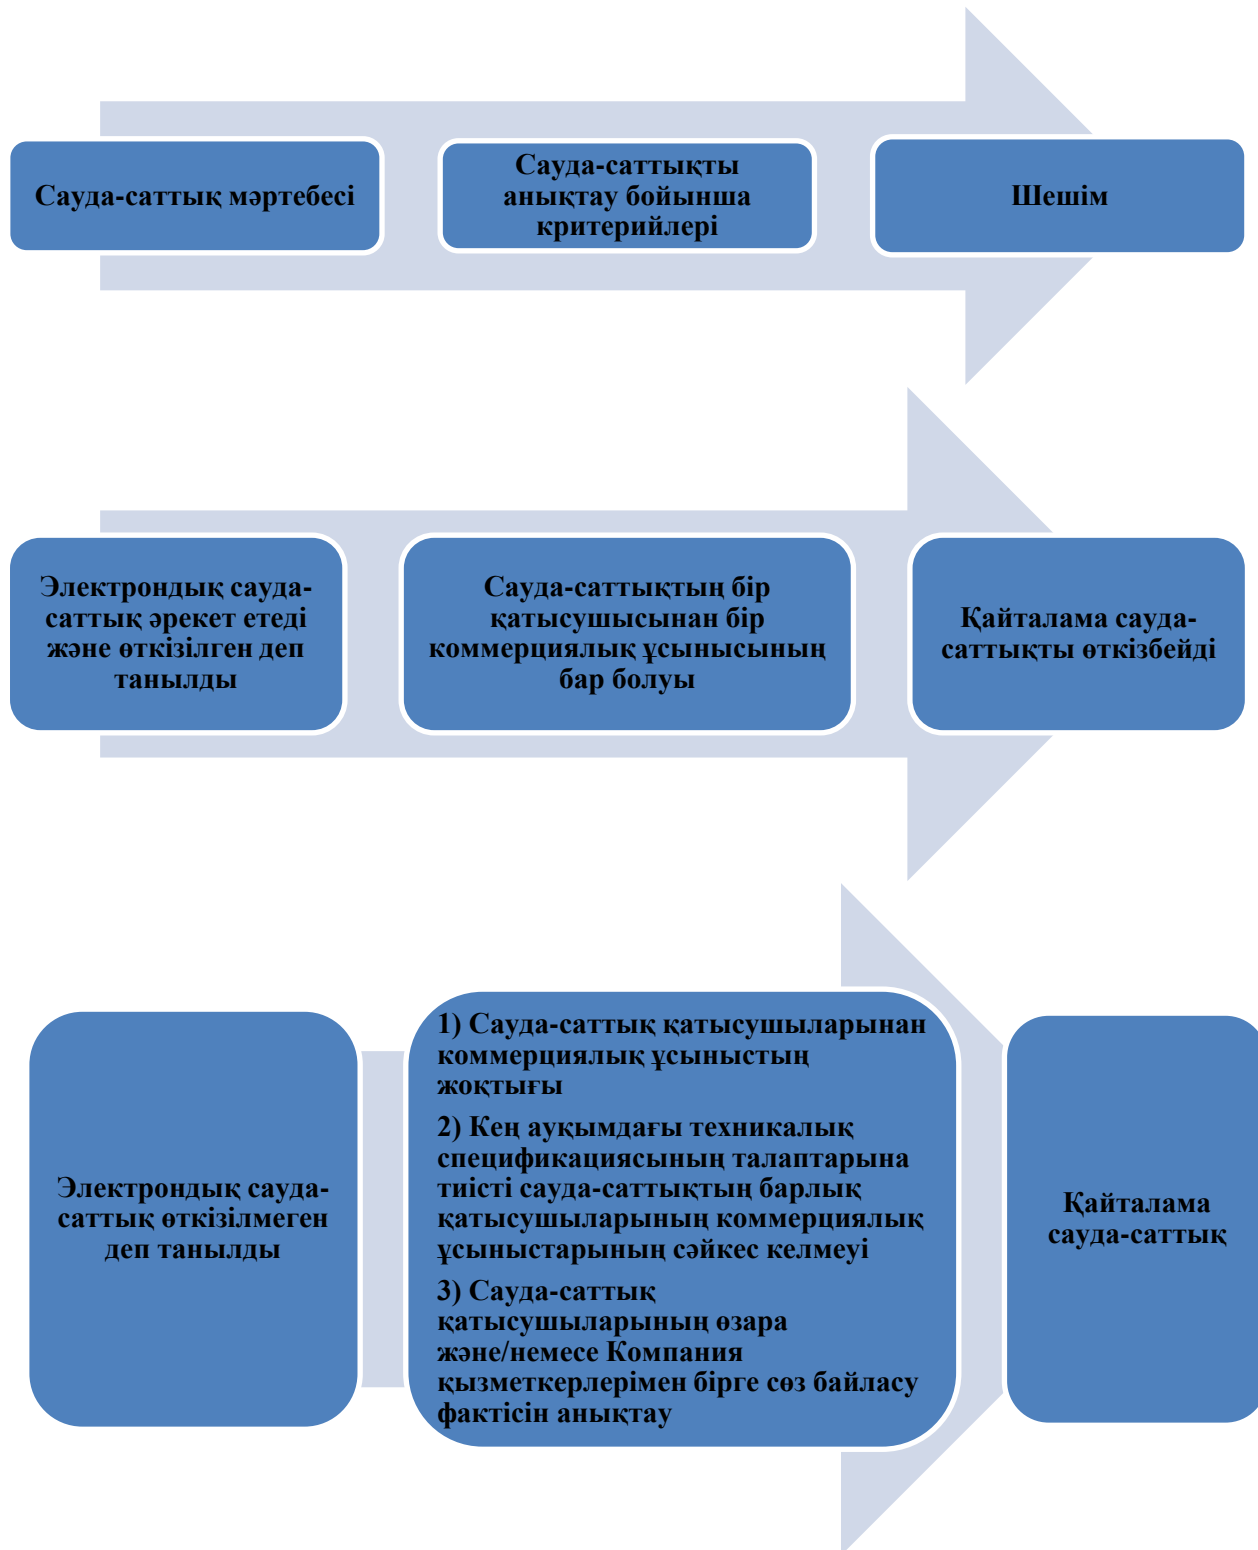 Сауда-саттық мәртебесі
Сауда-саттықты
анықтау бойынша
критерийлері
Шешім
Электрондық сауда-
саттық әрекет етеді
және өткізілген деп
танылды
Сауда-саттықтың бір
қатысушысынан бір
коммерциялық ұсынысының
бар болуы
Қайталама сауда-
саттықты өткізбейді
Электрондық сауда-
саттық өткізілмеген
деп танылды
1) Сауда-саттық қатысушыларынан
коммерциялық ұсыныстың
жоқтығы
2) Кең ауқымдағы техникалық
спецификациясының талаптарына
тиісті сауда-саттықтың барлық
қатысушыларының коммерциялық
ұсыныстарының сәйкес келмеуі
3) Сауда-саттық
қатысушыларының өзара
және/немесе Компания
қызметкерлерімен бірге сөз байласу
фактісін анықтау
Қайталама
сауда-саттық